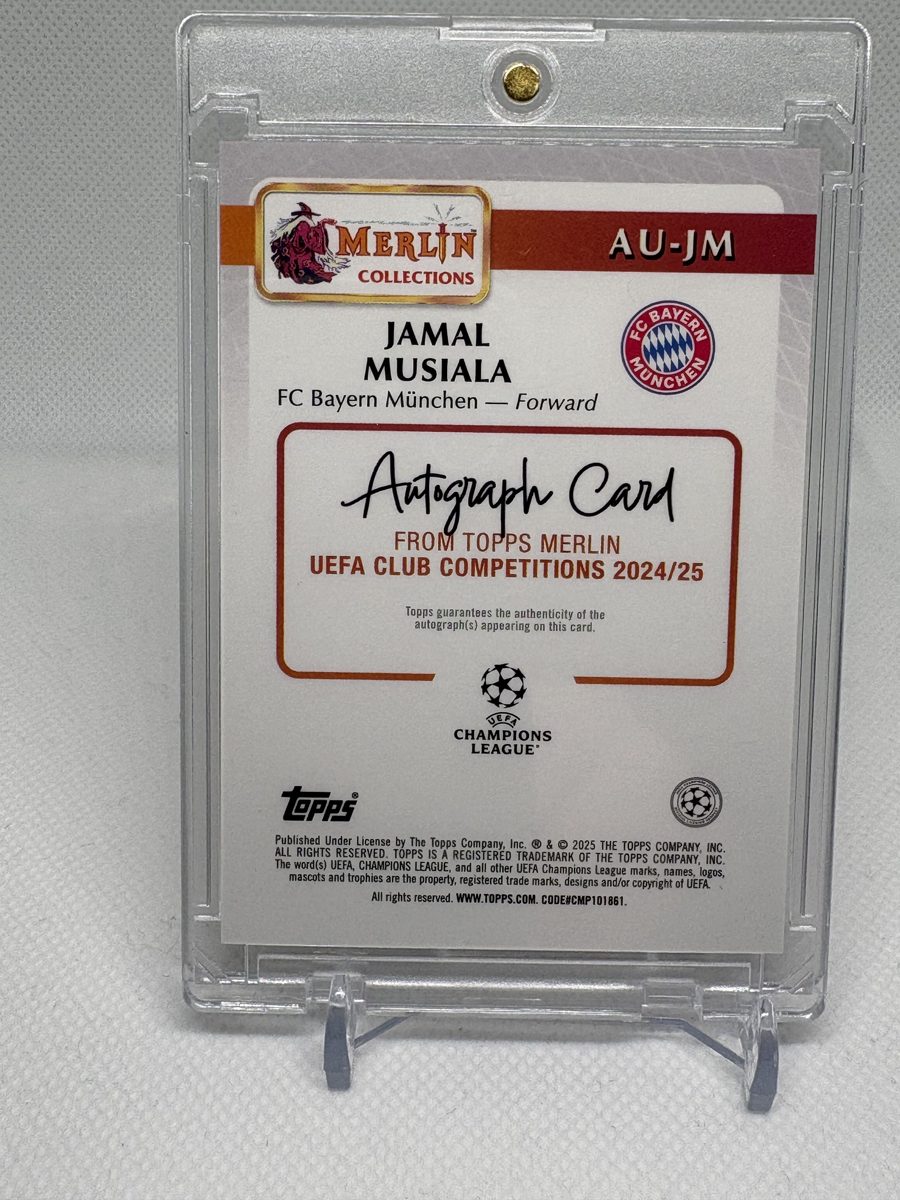 MERLIN™
COLLECTIONS
AU-JM
JAMAL
MUSIALA
FC Bayern München — Forward
FC BAYERN
MÜNCHEN
Autograph Card
FROM TOPPS MERLIN
UEFA CLUB COMPETITIONS 2024/25
Topps guarantees the authenticity of the
autograph(s) appearing on this card.
UEFA
CHAMPIONS
LEAGUE®
TOPPS®
Published Under License by The Topps Company, Inc. ® & © 2025 THE TOPPS COMPANY, INC.
ALL RIGHTS RESERVED. TOPPS IS A REGISTERED TRADEMARK OF THE TOPPS COMPANY, INC.
The word(s) UEFA, CHAMPIONS LEAGUE, and all other UEFA Champions League marks, names, logos,
mascots and trophies are the property, registered trade marks, designs and/or copyright of UEFA.
All rights reserved. WWW.TOPPS.COM. CODE#CMP101861.